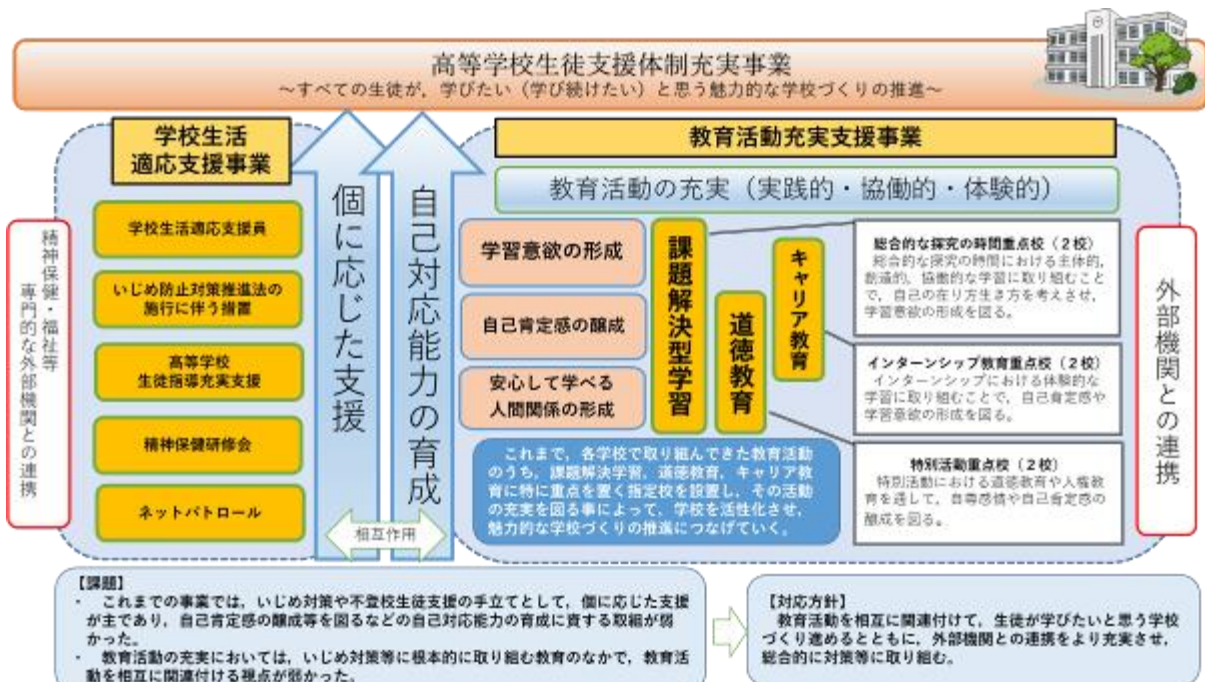 高等学校生徒支援体制充実事業
～すべての生徒が，学びたい（学び続けたい）と思う魅力的な学校づくりの推進～
学校生活
適応支援事業
学校生活適応支援員
いじめ防止対策推進法の
施行に伴う措置
高等学校
生徒指導充実支援
精神保健研修会
ネットパトロール
精神保健・福祉等
専門的な外部機関との連携
個に応じた支援
自己対応能力の育成
相互作用
教育活動充実支援事業
教育活動の充実（実践的・協働的・体験的）
学習意欲の形成
自己肯定感の醸成
安心して学べる
人間関係の形成
課題解決型学習
道徳教育
キャリア教育
これまで，各学校で取り組んできた教育活動
のうち，課題解決学習，道徳教育，キャリア教
育に特に重点を置く指定校を設置し，その活動
の充実を図る事によって，学校を活性化させ，
魅力的な学校づくりの推進につなげていく。
総合的な探究の時間重点校（２校）
総合的な探究の時間における主体的，
創造的，協働的な学習に取り組むこと
で，自己の在り方生き方を考えさせ，
学習意欲の形成を図る。
インターンシップ教育重点校（２校）
インターンシップにおける体験的な
学習に取り組むことで，自己肯定感や
学習意欲の形成を図る。
特別活動重点校（２校）
特別活動における道徳教育や人権教
育を通して，自尊感情や自己肯定感の
醸成を図る。
外部機関との連携
【課題】
・　これまでの事業では，いじめ対策や不登校生徒支援の手立てとして，個に応じた支援
が主であり，自己肯定感の醸成等を図るなどの自己対応能力の育成に資する取組が弱
かった。
・　教育活動の充実においては，いじめ対策等に根本的に取り組む教育のなかで，教育活
動を相互に関連付ける視点が弱かった。
【対応方針】
教育活動を相互に関連付けて，生徒が学びたいと思う学校
づくり進めるとともに，外部機関との連携をより充実させ，
総合的に対策等に取り組む。